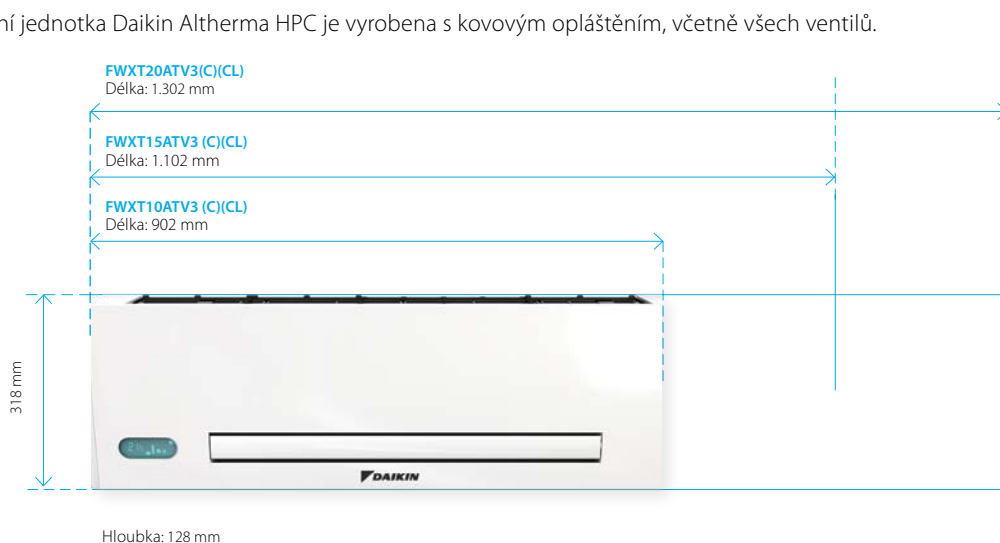 ní jednotka Daikin Altherma HPC je vyrobena s kovovým opláštěním, včetně všech ventilů.
FWXT20ATV3(C)(CL)
Délka: 1.302 mm
FWXT15ATV3 (C)(CL)
Délka: 1.102 mm
FWXT10ATV3 (C)(CL)
Délka: 902 mm
318 mm
DAIKIN
Hloubka: 128 mm